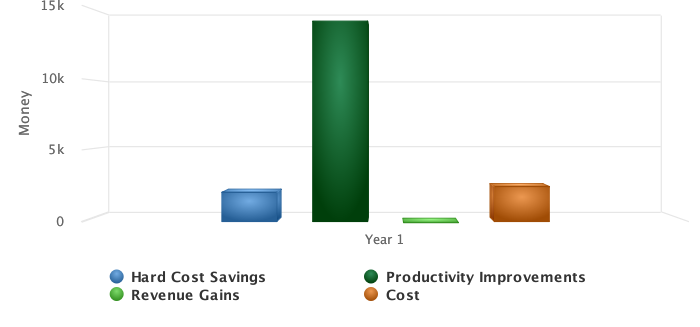 15k
10k
5k
0
Money
Year 1
Hard Cost Savings
Productivity Improvements
Revenue Gains
Cost